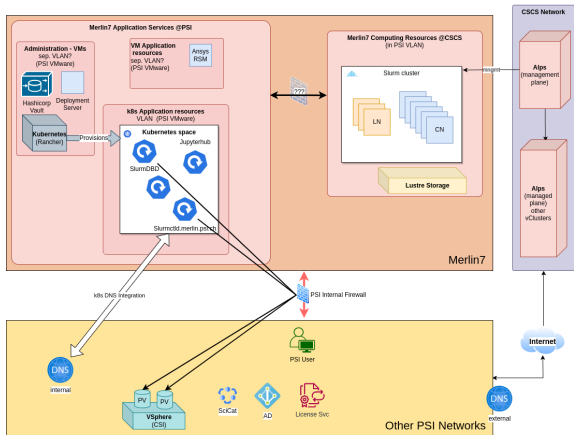 Merlin7 Application Services @PSI
Administration - VMs
sep. VLAN?
(PSI VMware)
Hashicorp
Vault
Deployment
Server
Kubernetes
(Rancher)
Provisions
VM Application
resources
sep. VLAN?
(PSI VMware)
Ansys
RSM
k8s Application resources
VLAN (PSI VMware)
Kubernetes space
Jupyterhub
SlurmDBD
Slurmctld.merlin.psi.ch
???
Merlin7 Computing Resources @CSCS
(in PSI VLAN)
Slurm cluster
LN
CN
Lustre Storage
Merlin7
CSCS Network
mngmt
Alps
(management
plane)
Alps
(managed
plane)
other
vClusters
k8s DNS Integration
PSI Internal Firewall
Internet
DNS
internal
PV
PV
VSphere
(CSI)
PSI User
SciCat
AD
License Svc
DNS
external
Other PSI Networks